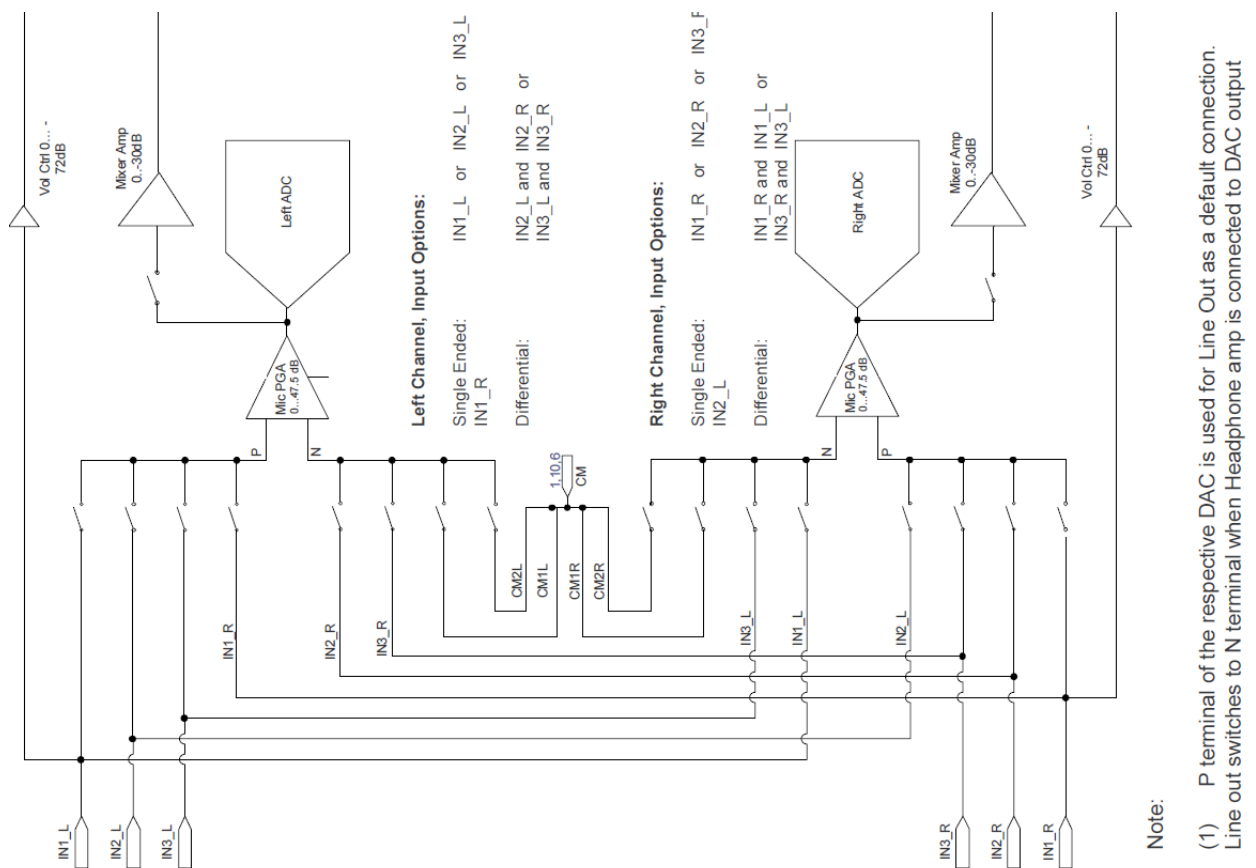 IN1_L
IN2_L
IN3_L
IN3_R
IN2_R
IN1_R
IN1_R
IN2_R
IN3_R
CM2L
CM1L
CM1R
CM2R
IN3_L
IN1_L
IN2_L
1,10,6
CM
P
N
N
P
Mic PGA
0...47.5 dB
Mic PGA
0...47.5 dB
Left ADC
Right ADC
Mixer Amp
0..-30dB
Mixer Amp
0..-30dB
Vol Ctrl 0... -
72dB
Vol Ctrl 0... -
72dB
Left Channel, Input Options:
Single Ended: IN1_L or IN2_L or IN3_L
IN1_R
Differential: IN2_L and IN2_R or
IN3_L and IN3_R
Right Channel, Input Options:
Single Ended: IN1_R or IN2_R or
IN2_L
Differential: IN1_R and IN1_L or
IN3_R and IN3_L
Note:
(1) P terminal of the respective DAC is used for Line Out as a default connection.
Line out switches to N terminal when Headphone amp is connected to DAC output